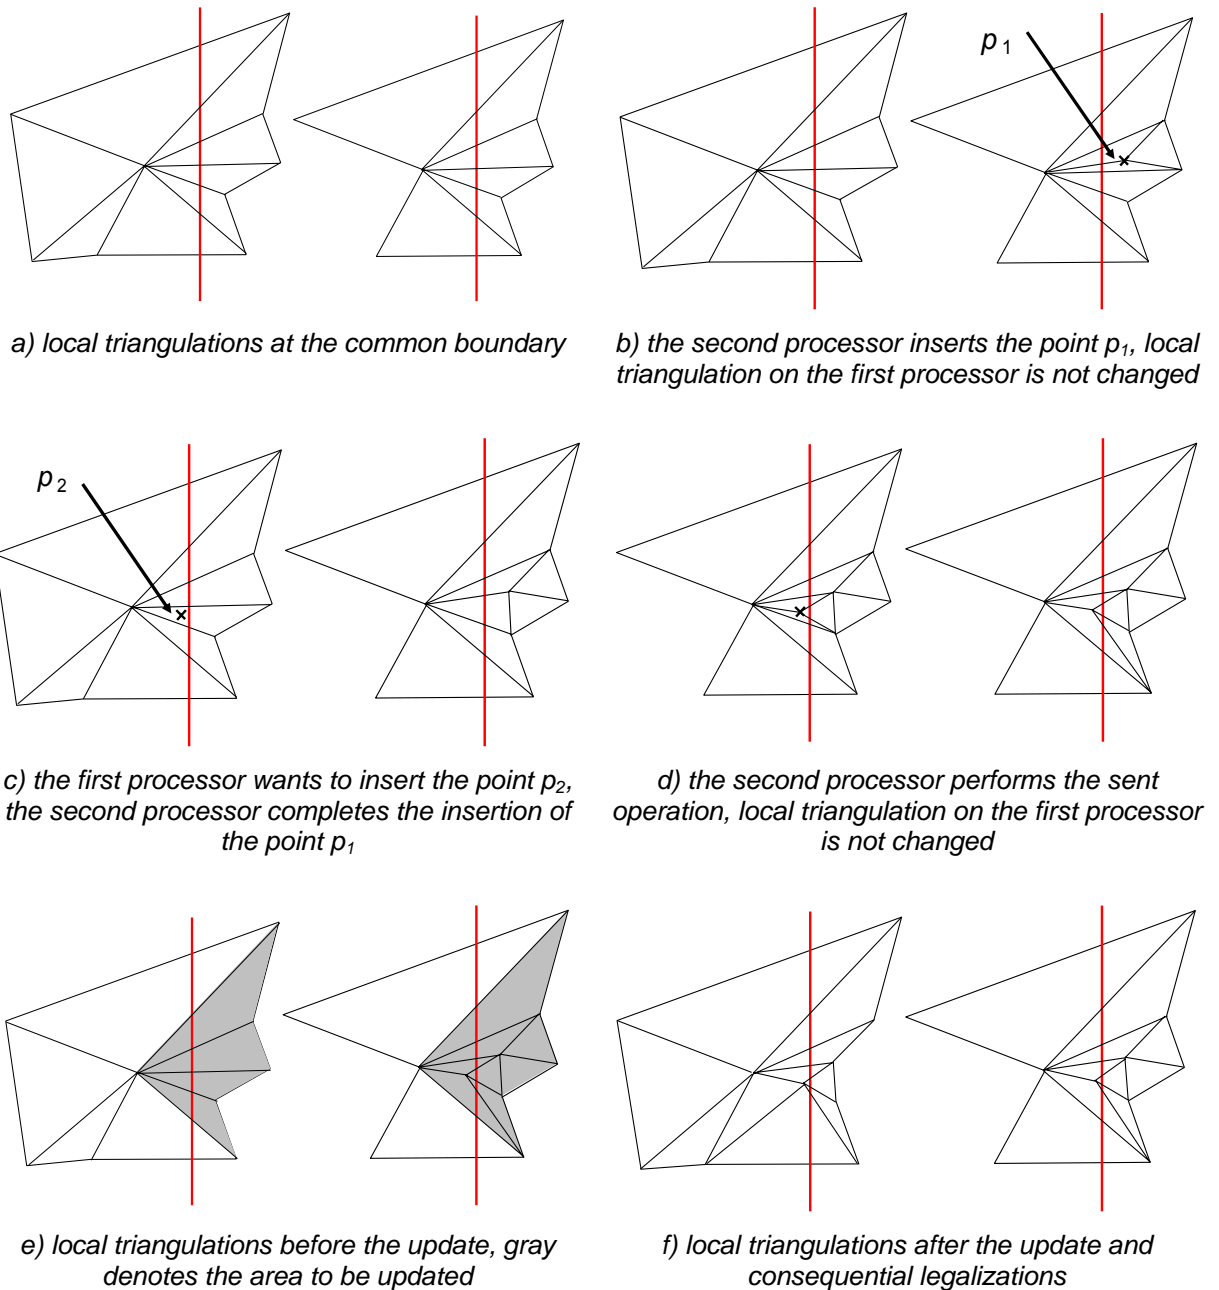 p 1
a) local triangulations at the common boundary
b) the second processor inserts the point p1, local
triangulation on the first processor is not changed
p 2
c) the first processor wants to insert the point p2,
the second processor completes the insertion of
the point p1
d) the second processor performs the sent
operation, local triangulation on the first processor
is not changed
e) local triangulations before the update, gray
denotes the area to be updated
f) local triangulations after the update and
consequential legalizations